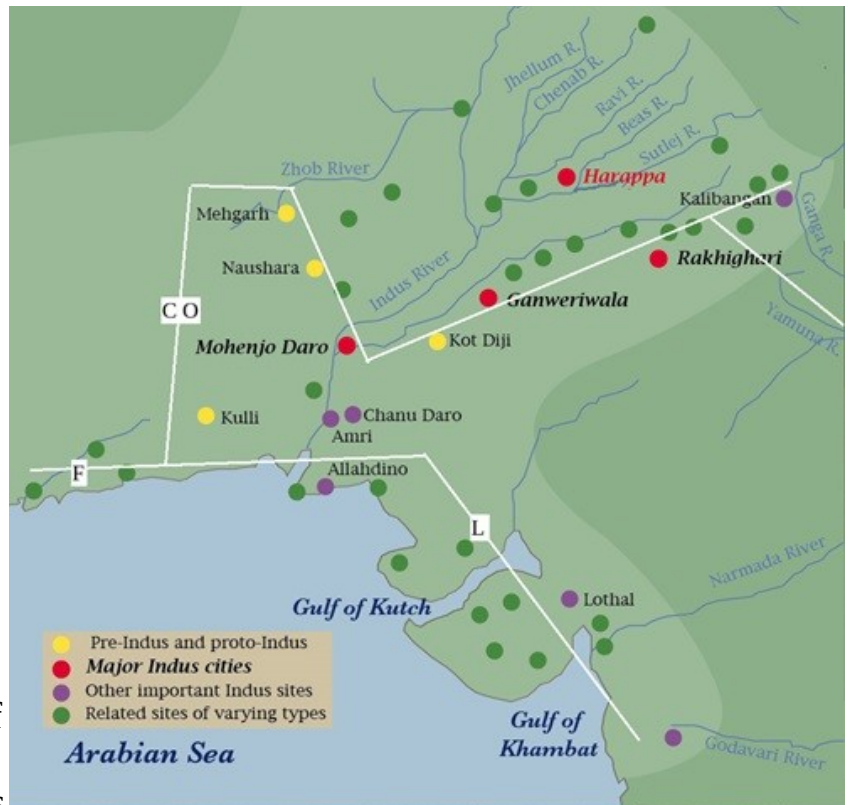 Jhellum R.
Chenab R.
Ravi R.
Beas R.
Sutlej R.
Zhob River
Harappa
Kalibangan
Mehgarh
Ganga R.
Naushara
Indus River
Rakhighari
Ganweriwala
C O
Yamuna R.
Mohenjo Daro
Kot Diji
Kulli
Chanu Daro
Amri
F
Allahdino
L
Narmada River
Gulf of Kutch
Lothal
Pre-Indus and proto-Indus
Major Indus cities
Other important Indus sites
Related sites of varying types
Gulf of
Khambat
Arabian Sea
Godavari River